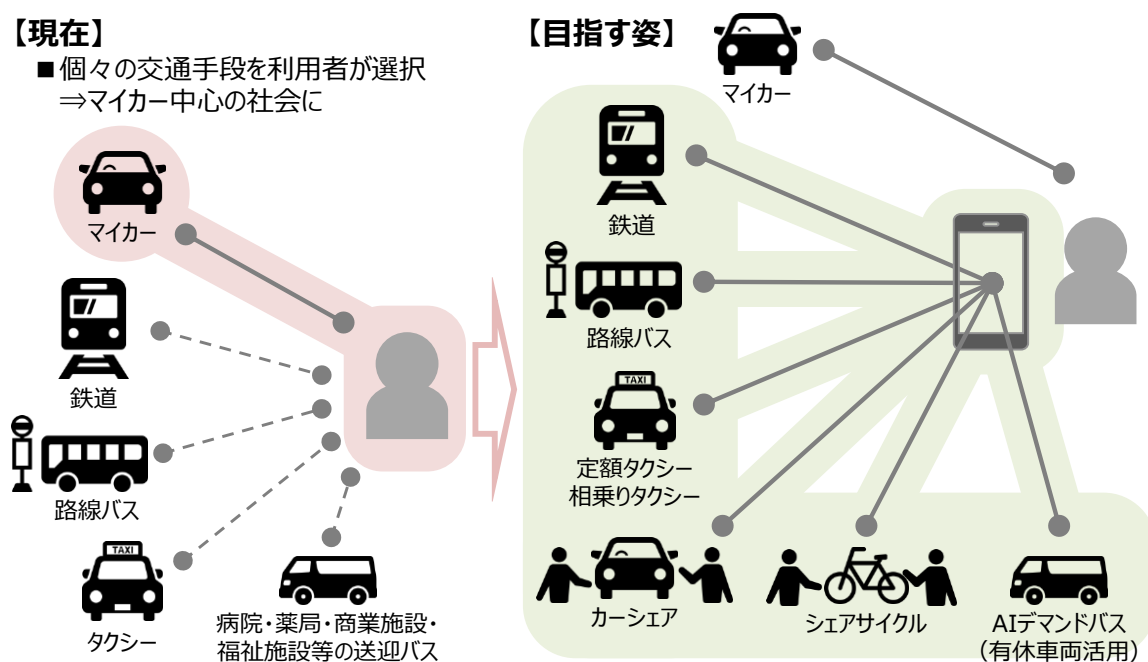 【現在】
■個々の交通手段を利用者が選択
⇒マイカー中心の社会に
マイカー
鉄道
路線バス
TAXI
タクシー
病院・薬局・商業施設・
福祉施設等の送迎バス
【目指す姿】
マイカー
鉄道
路線バス
TAXI
定額タクシー
相乗りタクシー
カーシェア
シェアサイクル
AIデマンドバス
（有休車両活用）